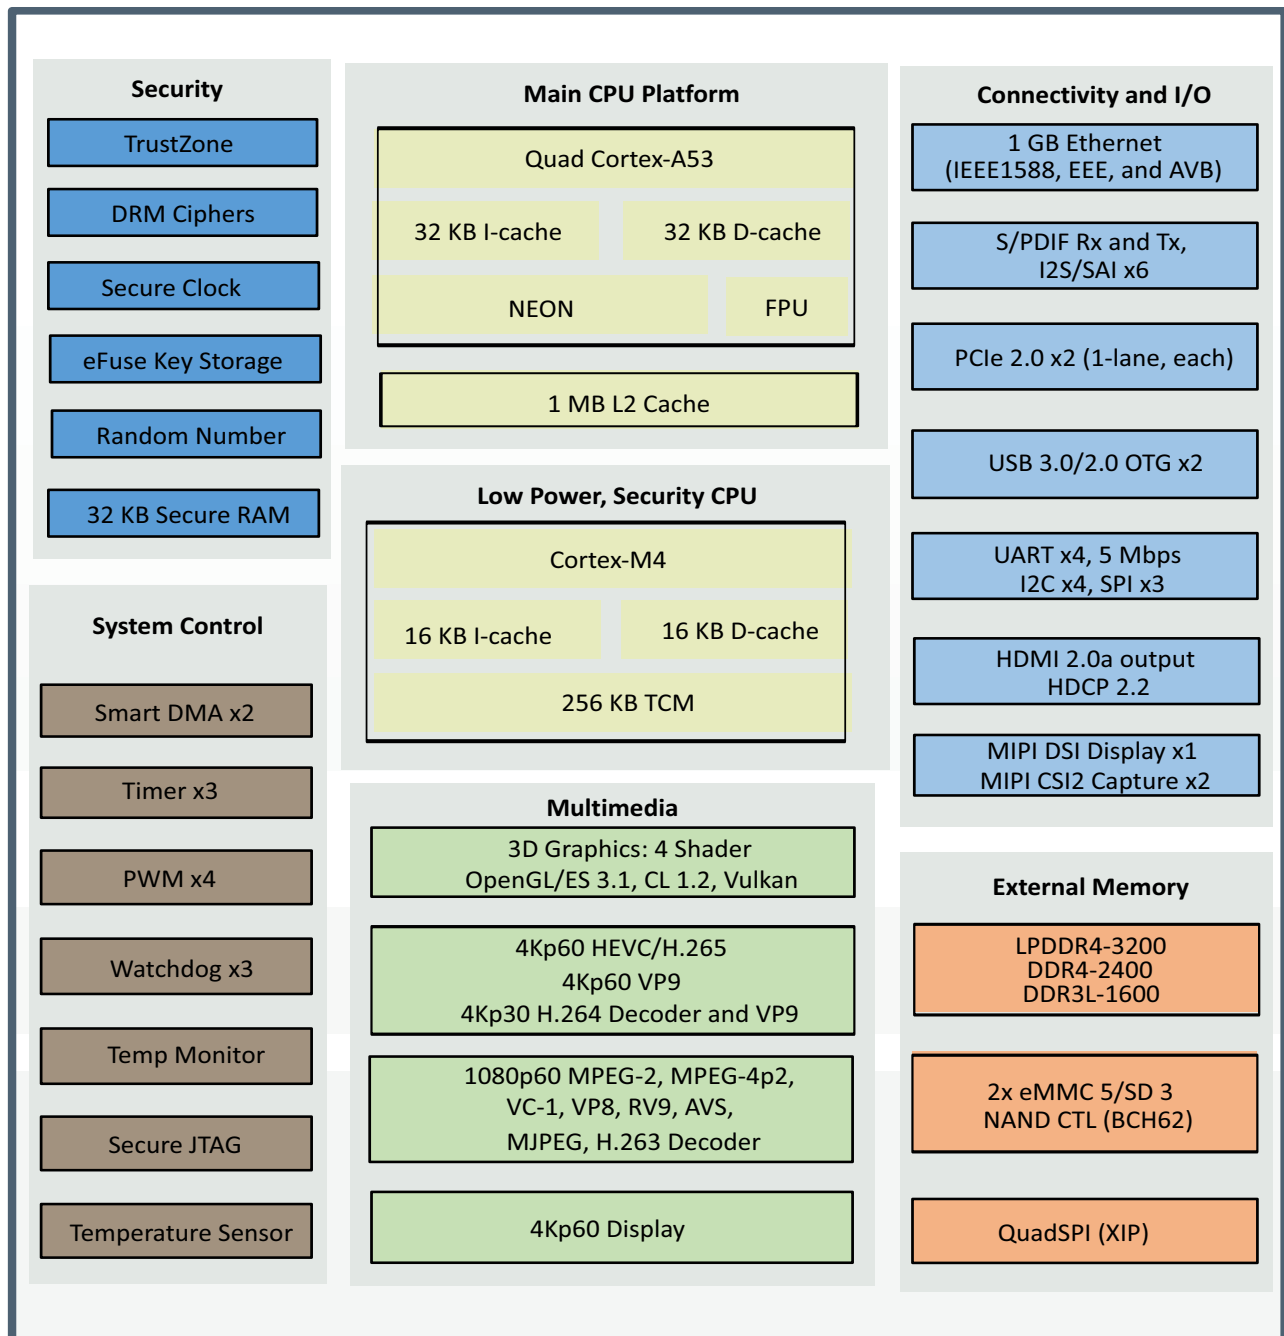 Security
TrustZone
DRM Ciphers
Secure Clock
eFuse Key Storage
Random Number
32 KB Secure RAM
System Control
Smart DMA x2
Timer x3
PWM x4
Watchdog x3
Temp Monitor
Secure JTAG
Temperature Sensor
Main CPU Platform
Quad Cortex-A53
32 KB I-cache
32 KB D-cache
NEON
FPU
1 MB L2 Cache
Low Power, Security CPU
Cortex-M4
16 KB I-cache
16 KB D-cache
256 KB TCM
Multimedia
3D Graphics: 4 Shader
OpenGL/ES 3.1, CL 1.2, Vulkan
4Kp60 HEVC/H.265
4Kp60 VP9
4Kp30 H.264 Decoder and VP9
1080p60 MPEG-2, MPEG-4p2,
VC-1, VP8, RV9, AVS,
MJPEG, H.263 Decoder
4Kp60 Display
Connectivity and I/O
1 GB Ethernet
(IEEE1588, EEE, and AVB)
S/PDIF Rx and Tx,
I2S/SAI x6
PCIe 2.0 x2 (1-lane, each)
USB 3.0/2.0 OTG x2
UART x4, 5 Mbps
I2C x4, SPI x3
HDMI 2.0a output
HDCP 2.2
MIPI DSI Display x1
MIPI CSI2 Capture x2
External Memory
LPDDR4-3200
DDR4-2400
DDR3L-1600
2x eMMC 5/SD 3
NAND CTL (BCH62)
QuadSPI (XIP)